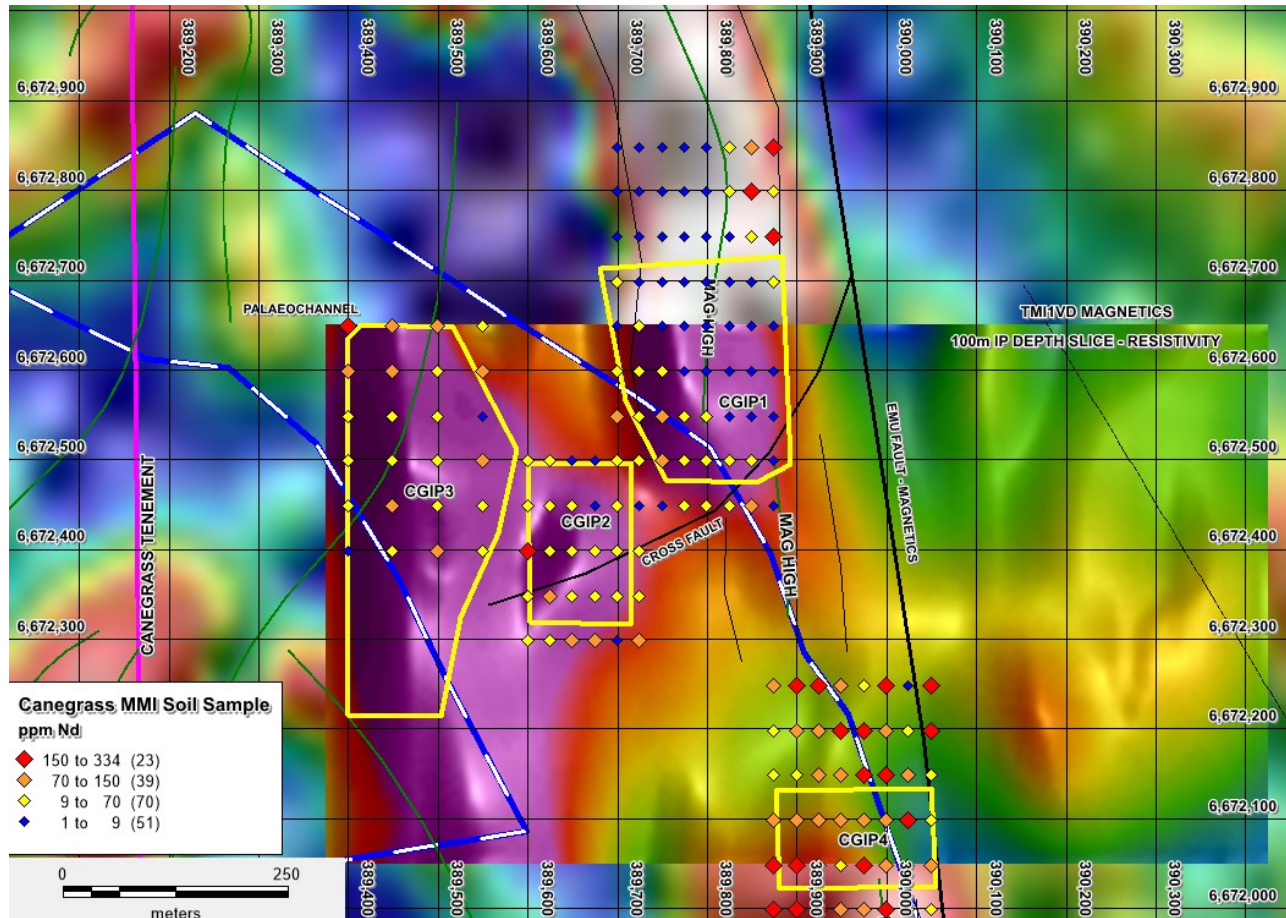 389,200
389,300
389,400
389,500
389,600
389,700
389,800
389,900
390,000
390,100
390,200
390,300
6,672,900
6,672,900
6,672,800
6,672,800
6,672,700
6,672,700
MAG HIGH
PALAEOCHANNEL
TMI1VD MAGNETICS
100m IP DEPTH SLICE - RESISTIVITY
6,672,600
6,672,600
CGIP1
EMU FAULT - MAGNETICS
6,672,500
6,672,500
CANEGRASS TENEMENT
CGIP3
CGIP2
CROSS FAULT
MAG HIGH
6,672,400
6,672,400
6,672,300
6,672,300
6,672,200
6,672,100
CGIP4
6,672,000
Canegrass MMI Soil Sample
ppm Nd
150 to 334 (23)
70 to 150 (39)
9 to 70 (70)
1 to 9 (51)
0 250
meters
389,400
389,500
389,600
389,700
389,800
389,900
390,000
390,100
390,200
390,300